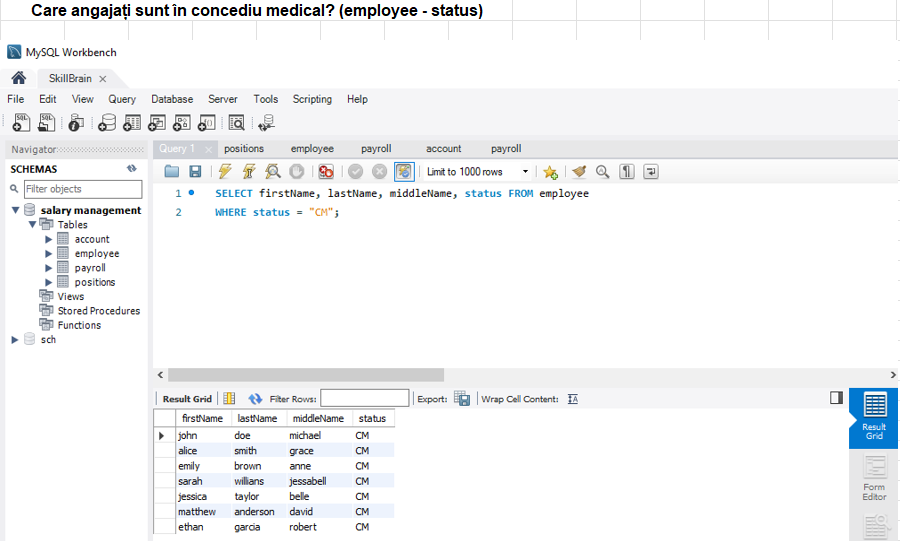 Care angajați sunt în concediu medical? (employee - status)
MySQL Workbench
SkillBrain ×
File Edit View Query Database Server Tools Scripting Help
Navigator
SCHEMAS
Filter objects
salary management
Tables
account
employee
payroll
positions
Views
Stored Procedures
Functions
sch
Query 1 × positions employee payroll account payroll
Limit to 1000 rows
1 SELECT firstName, lastName, middleName, status FROM employee
2 WHERE status = "CM";
Result Grid Filter Rows: Export: Wrap Cell Content:
firstName lastName middleName status
john doe michael CM
alice smith grace CM
emily brown anne CM
sarah willians jessabell CM
jessica taylor belle CM
matthew anderson david CM
ethan garcia robert CM
Result
Grid
Form
Editor